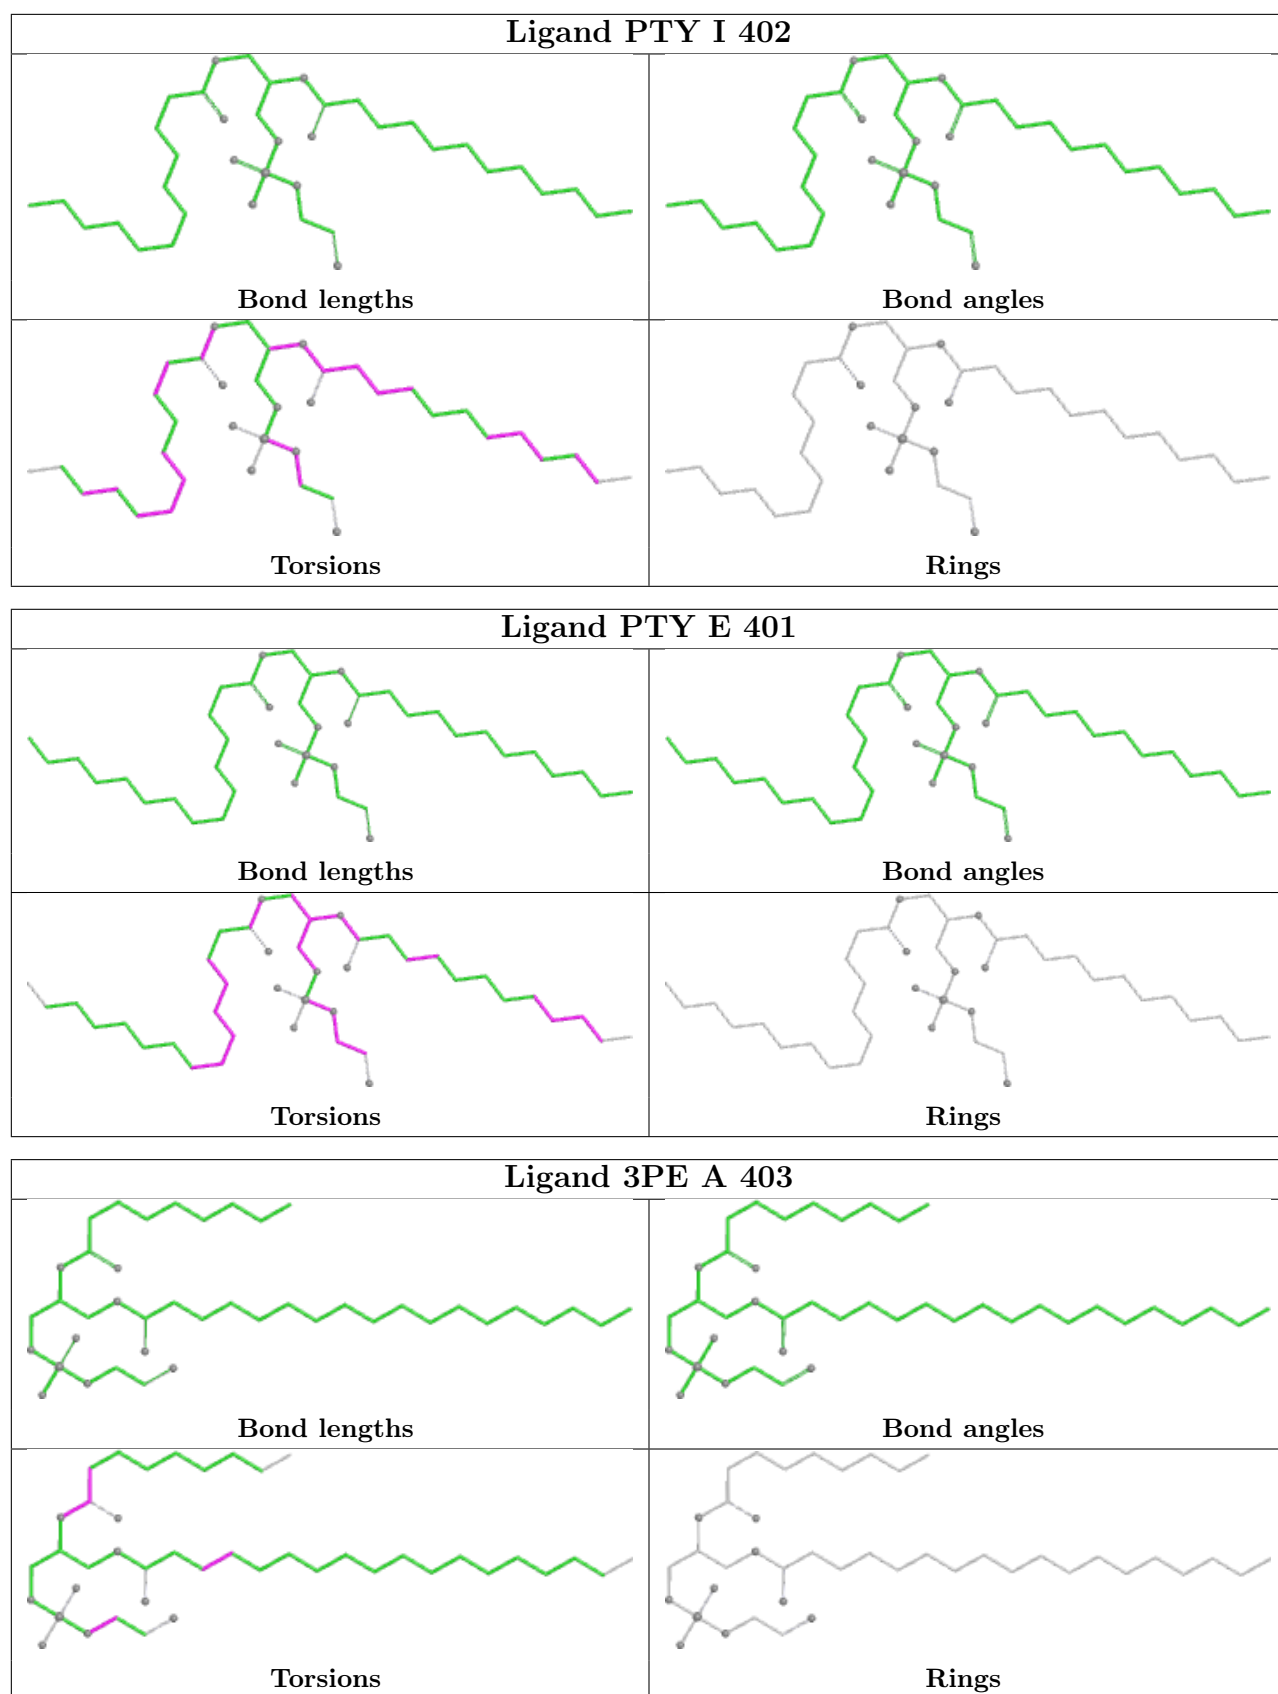 Ligand PTY I 402
Bond lengths
Bond angles
Torsions
Rings
Ligand PTY E 401
Bond lengths
Bond angles
Torsions
Rings
Ligand 3PE A 403
Bond lengths
Bond angles
Torsions
Rings